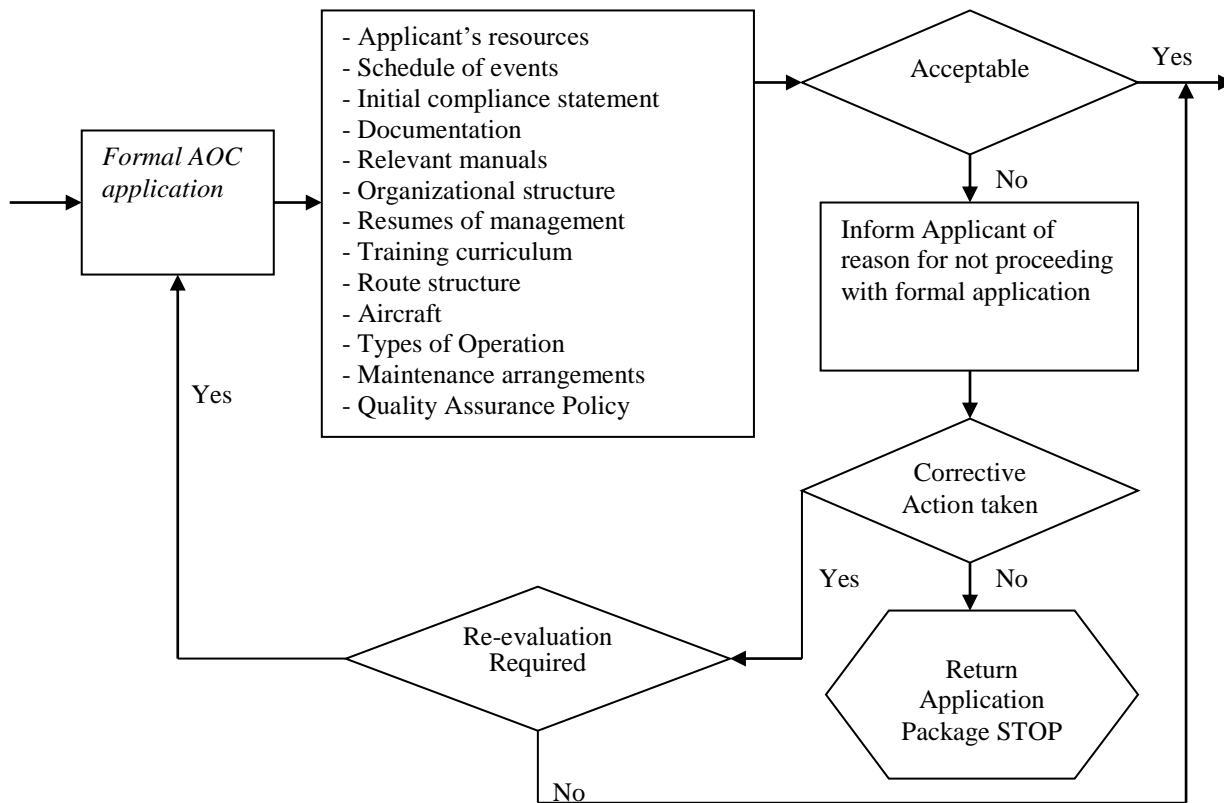 Formal AOC
application
- Applicant’s resources
- Schedule of events
- Initial compliance statement
- Documentation
- Relevant manuals
- Organizational structure
- Resumes of management
- Training curriculum
- Route structure
- Aircraft
- Types of Operation
- Maintenance arrangements
- Quality Assurance Policy
Acceptable
Yes
No
Inform Applicant of
reason for not proceeding
with formal application
Corrective
Action taken
Yes
No
Return
Application
Package STOP
Re-evaluation
Required
Yes
No